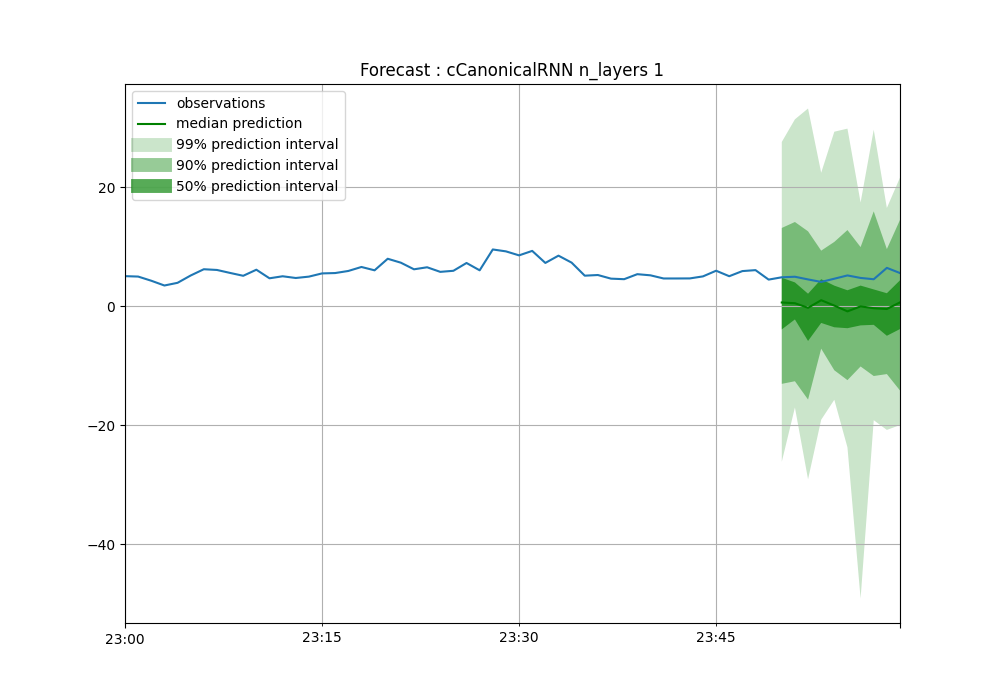 Forecast : cCanonicalRNN n_layers 1
observations
median prediction
99% prediction interval
90% prediction interval
50% prediction interval
20
0
−20
−40
23:00
23:15
23:30
23:45